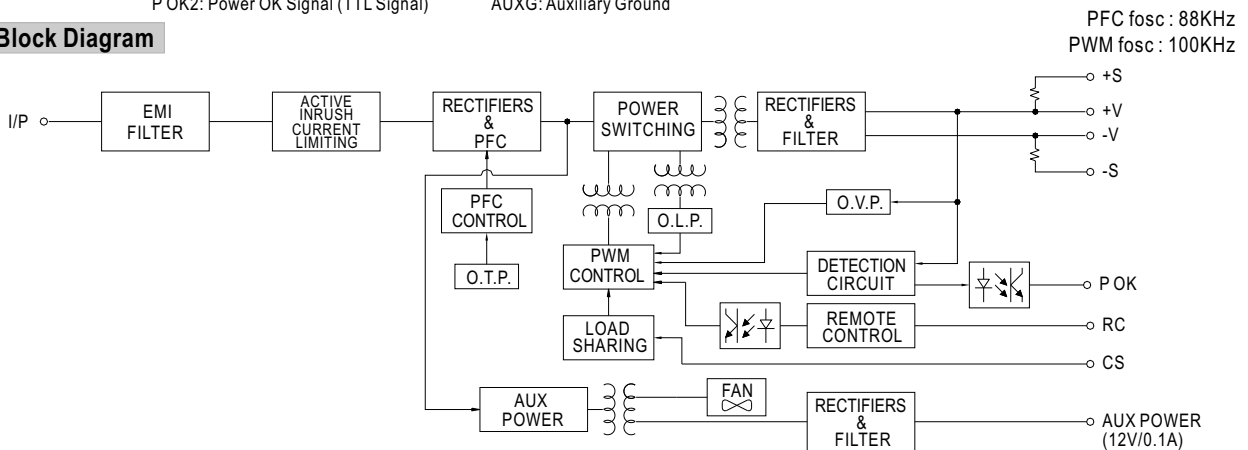 P OK2: Power OK Signal (TTL Signal) AUXG: Auxiliary Ground
Block Diagram
PFC fosc : 88KHz
PWM fosc : 100KHz
I/P
EMI
FILTER
ACTIVE
INRUSH
CURRENT
LIMITING
RECTIFIERS
&
PFC
POWER
SWITCHING
RECTIFIERS
&
FILTER
+S
+V
-V
-S
PFC
CONTROL
O.L.P.
O.V.P.
O.T.P.
PWM
CONTROL
DETECTION
CIRCUIT
P OK
LOAD
SHARING
REMOTE
CONTROL
RC
CS
AUX
POWER
FAN
RECTIFIERS
&
FILTER
AUX POWER
(12V/0.1A)